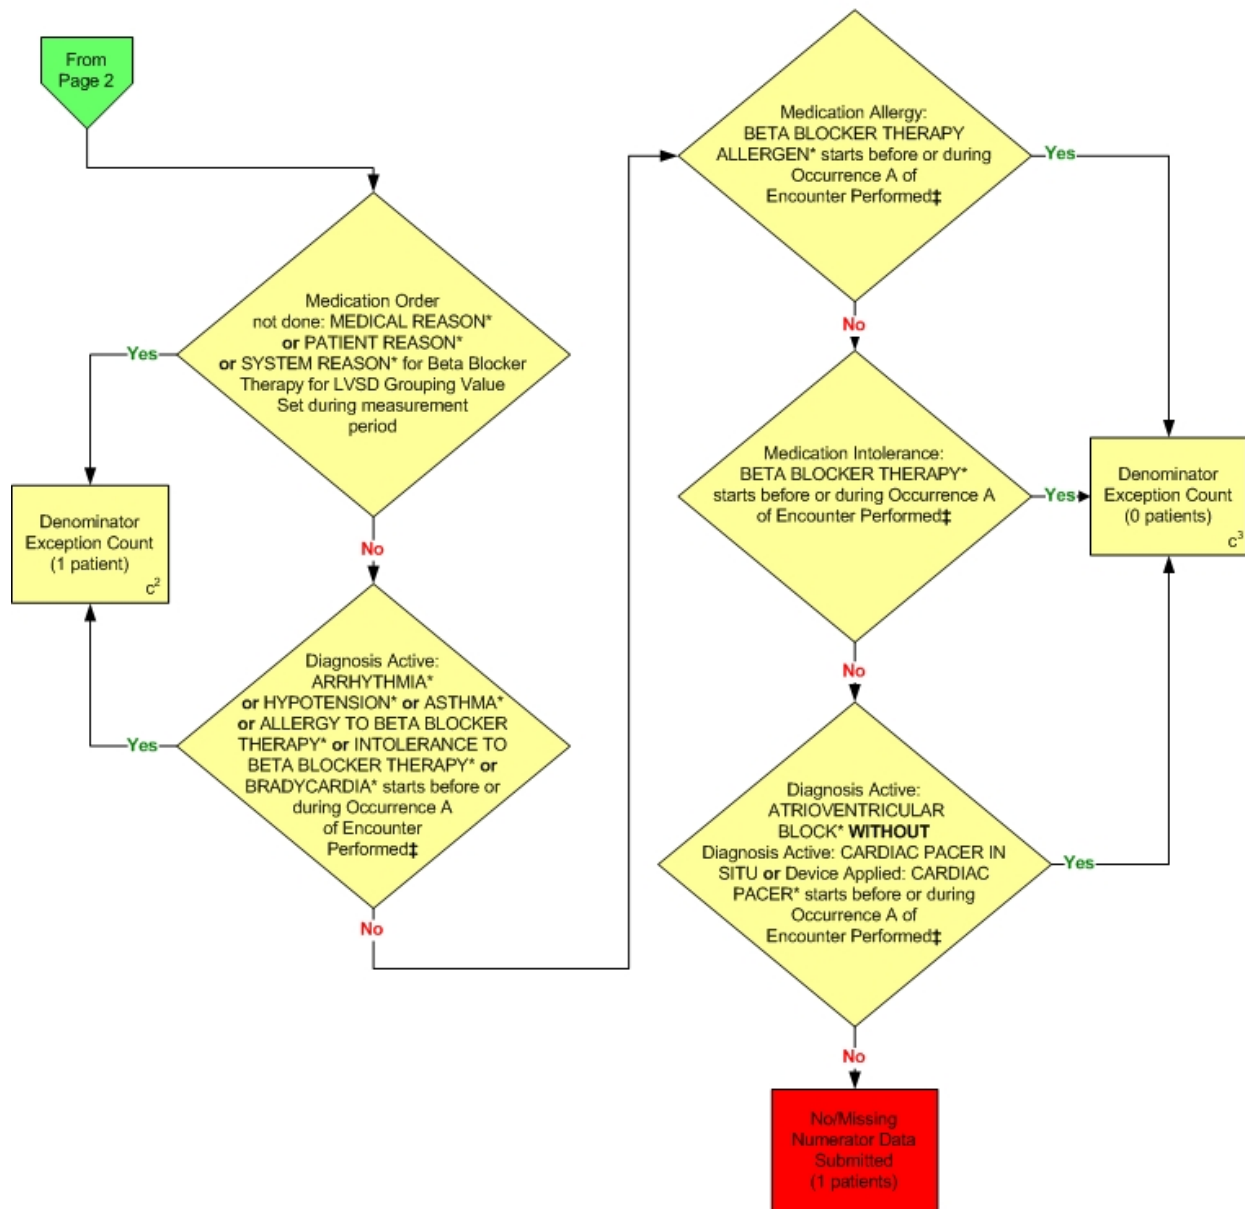 From
Page 2
Medication Order
not done: MEDICAL REASON*
or PATIENT REASON*
or SYSTEM REASON* for Beta Blocker
Therapy for LVSD Grouping Value
Set during measurement
period
Yes
No
Denominator
Exception Count
(1 patient)
c²
Diagnosis Active:
ARRHYTHMIA*
or HYPOTENSION* or ASTHMA*
or ALLERGY TO BETA BLOCKER
THERAPY* or INTOLERANCE TO
BETA BLOCKER THERAPY* or
BRADYCARDIA* starts before or
during Occurrence A
of Encounter
Performed‡
Yes
No
Medication Allergy:
BETA BLOCKER THERAPY
ALLERGEN* starts before or during
Occurrence A of
Encounter Performed‡
Yes
No
Medication Intolerance:
BETA BLOCKER THERAPY*
starts before or during Occurrence A
of Encounter Performed‡
Yes
No
Denominator
Exception Count
(0 patients)
c³
Diagnosis Active:
ATRIOVENTRICULAR
BLOCK* WITHOUT
Diagnosis Active: CARDIAC PACER IN
SITU or Device Applied: CARDIAC
PACER* starts before or during
Occurrence A of
Encounter Performed‡
Yes
No
No/Missing
Numerator Data
Submitted
(1 patients)